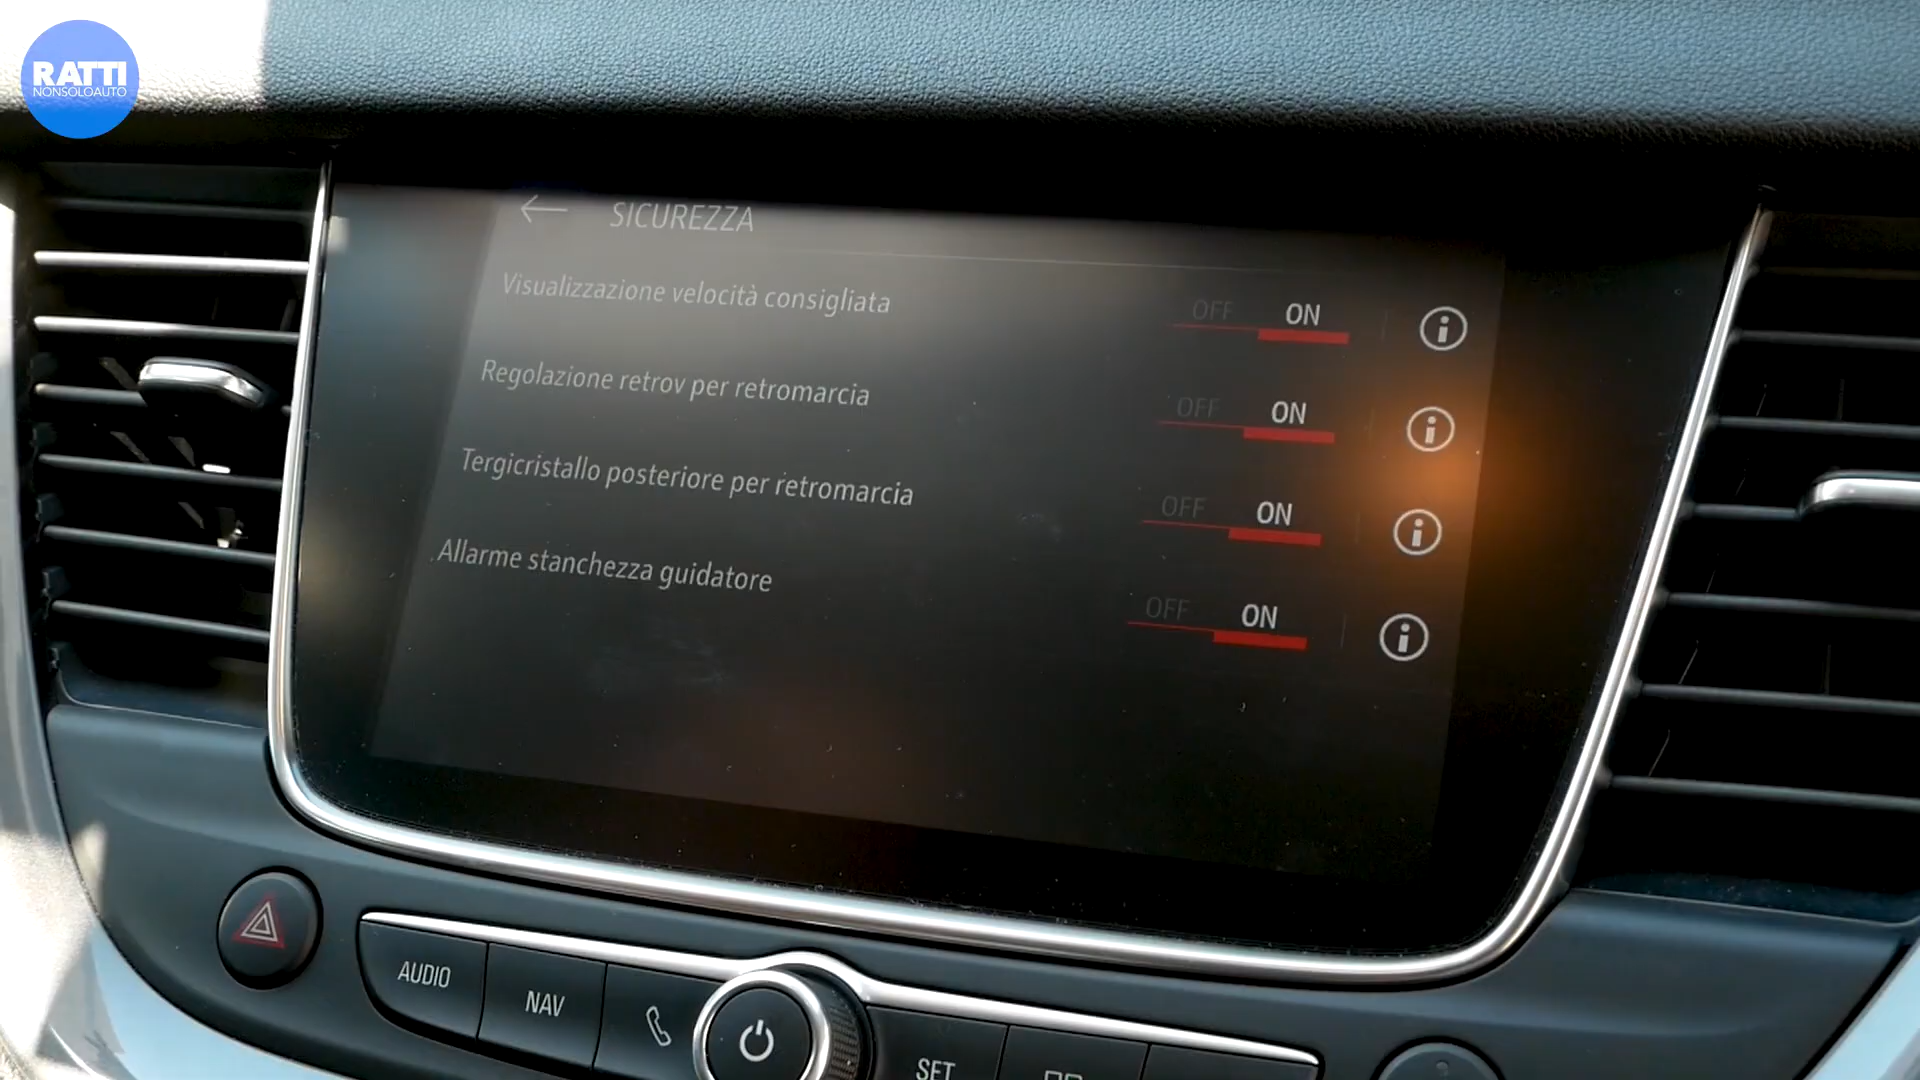 RATTI
NONSOLOAUTO
SICUREZZA
Visualizzazione velocità consigliata
OFF ON
Regolazione retrov per retromarcia
OFF ON
Tergicristallo posteriore per retromarcia
OFF ON
Allarme stanchezza guidatore
OFF ON
AUDIO
NAV
SET